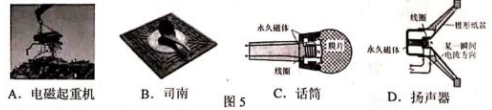 永久磁体
膜片
线圈
线圈
锥形纸盆
永久磁体
某一瞬间
电流方向
A．电磁起重机
B．司南
C．话筒
D．扬声器
图5